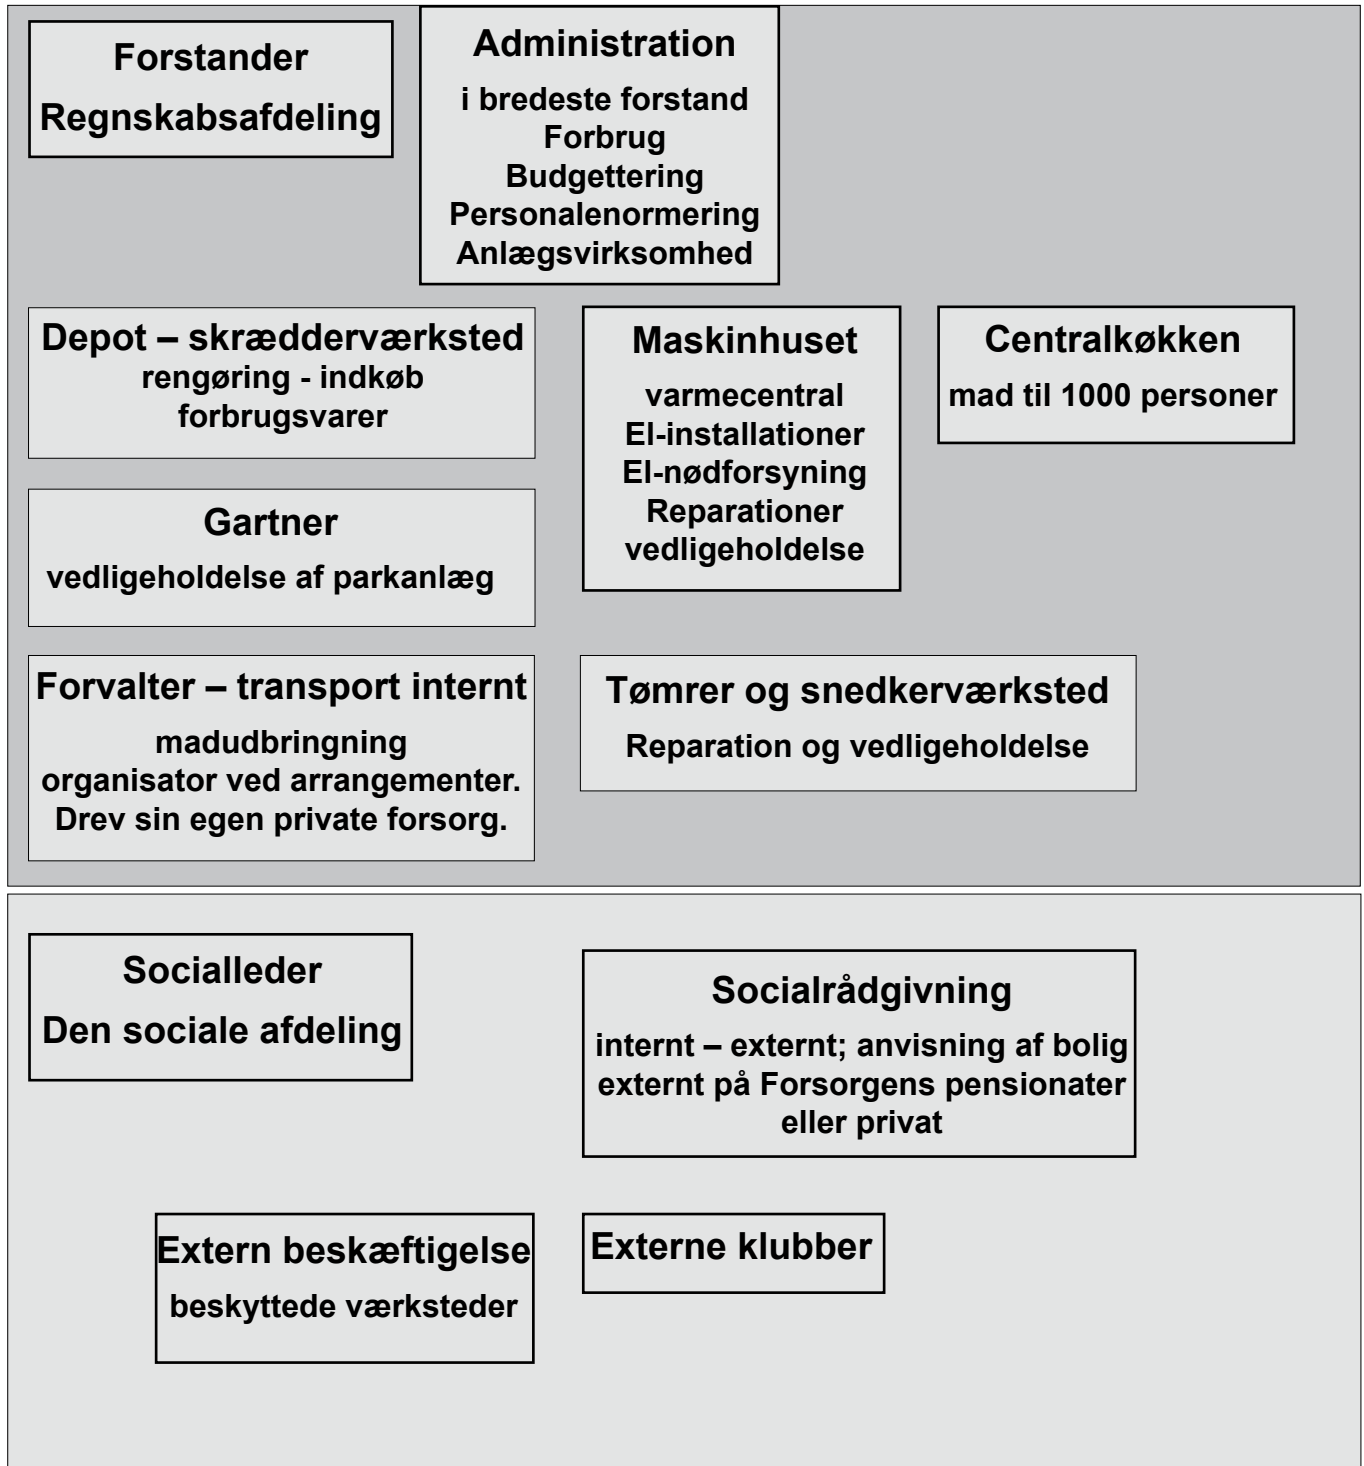 Forstander
Regnskabsafdeling
Administration
i bredeste forstand
Forbrug
Budgettering
Personalenormering
Anlægsvirksomhed
Depot – skrædderværksted
rengøring - indkøb
forbrugsvarer
Maskinhuset
varmecentral
El-installationer
El-nødforsyning
Reparationer
vedligeholdelse
Centralkøkken
mad til 1000 personer
Gartner
vedligeholdelse af parkanlæg
Forvalter – transport internt
madudbringning
organisator ved arrangementer.
Drev sin egen private forsorg.
Tømrer og snedkerværksted
Reparation og vedligeholdelse
Socialleder
Den sociale afdeling
Socialrådgivning
internt – externt; anvisning af bolig
externt på Forsorgens pensionater
eller privat
Extern beskæftigelse
beskyttede værksteder
Externe klubber